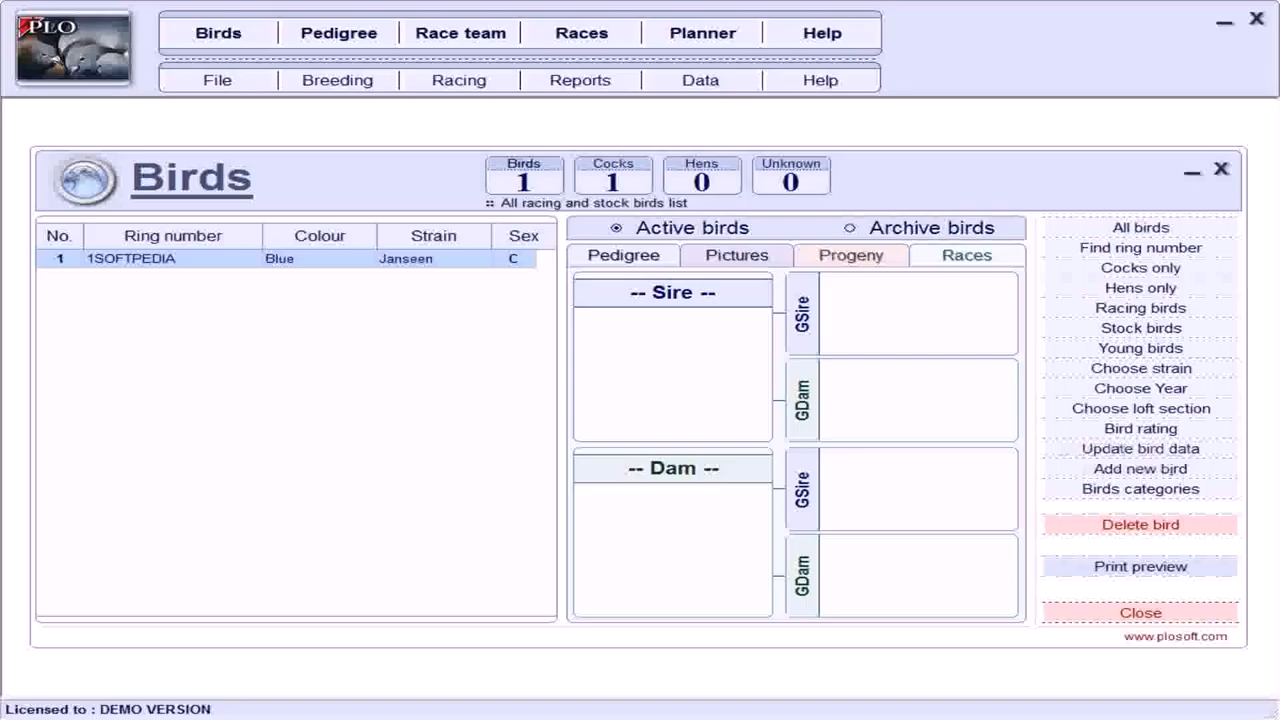 PLO
Birds Pedigree Race team Races Planner Help
File Breeding Racing Reports Data Help
Birds
Birds Cocks Hens Unknown
1 1 0 0
:: All racing and stock birds list
No. Ring number Colour Strain Sex
1 1SOFTPEDIA Blue Janseen C
Active birds Archive birds
Pedigree Pictures Progeny Races
-- Sire --
GSire
GDam
-- Dam --
GSire
GDam
All birds
Find ring number
Cocks only
Hens only
Racing birds
Stock birds
Young birds
Choose strain
Choose Year
Choose loft section
Bird rating
Update bird data
Add new bird
Birds categories
Delete bird
Print preview
Close
www.plosoft.com
Licensed to : DEMO VERSION